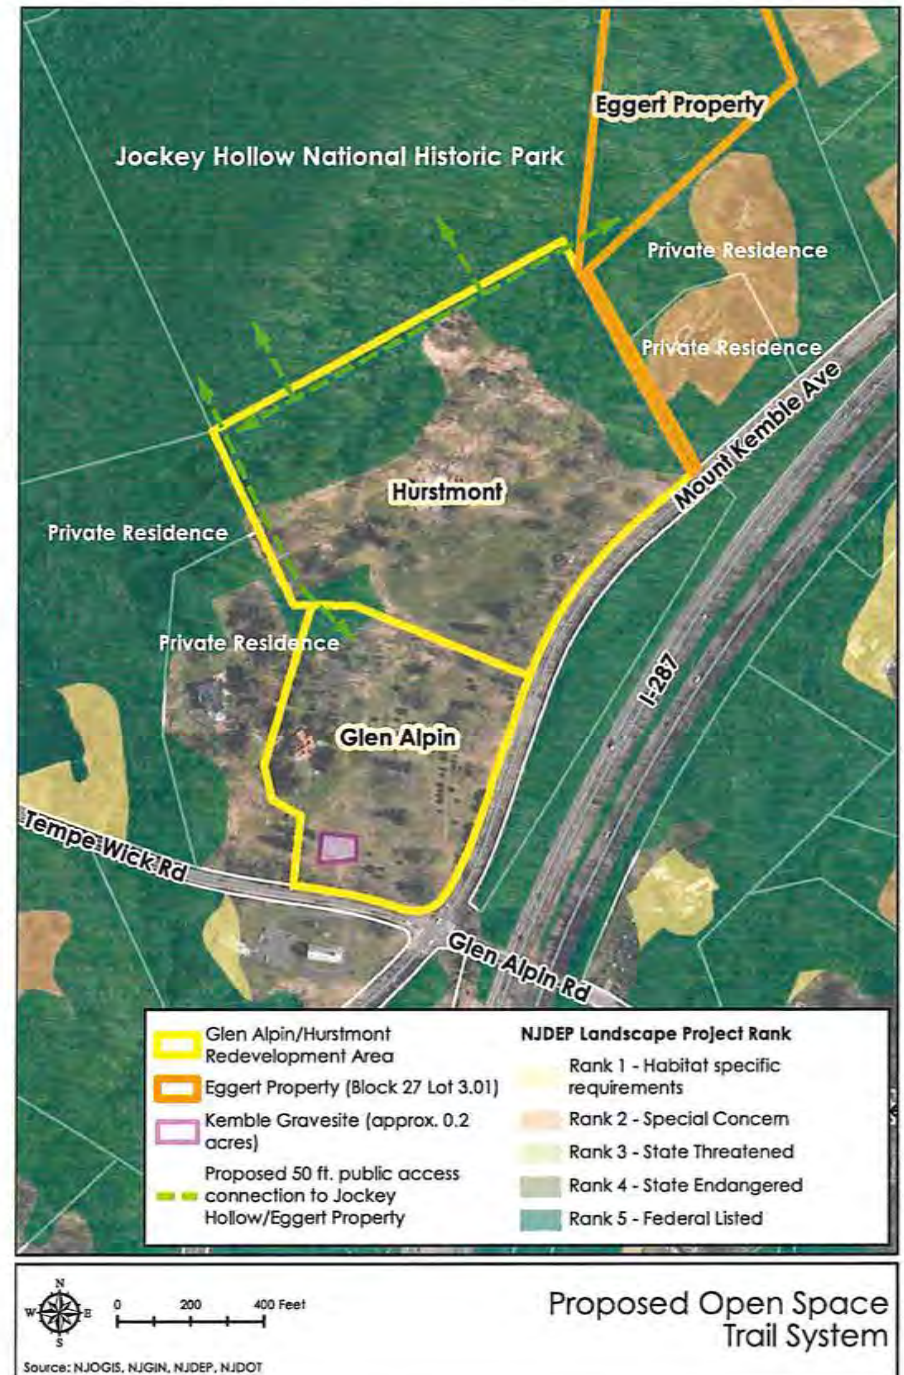 Eggert Property
Jockey Hollow National Historic Park
Private Residence
Private Residence
Mount Kemble Ave
Hurstmont
Private Residence
Private Residence
I-287
Glen Alpin
Tempe Wick Rd
Glen Alpin Rd
Glen Alpin/Hurstmont
Redevelopment Area
Eggert Property (Block 27 Lot 3.01)
Kemble Gravesite (approx. 0.2
acres)
Proposed 50 ft. public access
connection to Jockey
Hollow/Eggert Property
NJDEP Landscape Project Rank
Rank 1 - Habitat specific
requirements
Rank 2 - Special Concern
Rank 3 - State Threatened
Rank 4 - State Endangered
Rank 5 - Federal Listed
N
W E
S
0 200 400 Feet
Proposed Open Space
Trail System
Source: NJOGIS, NJGIN, NJDEP, NJDOT